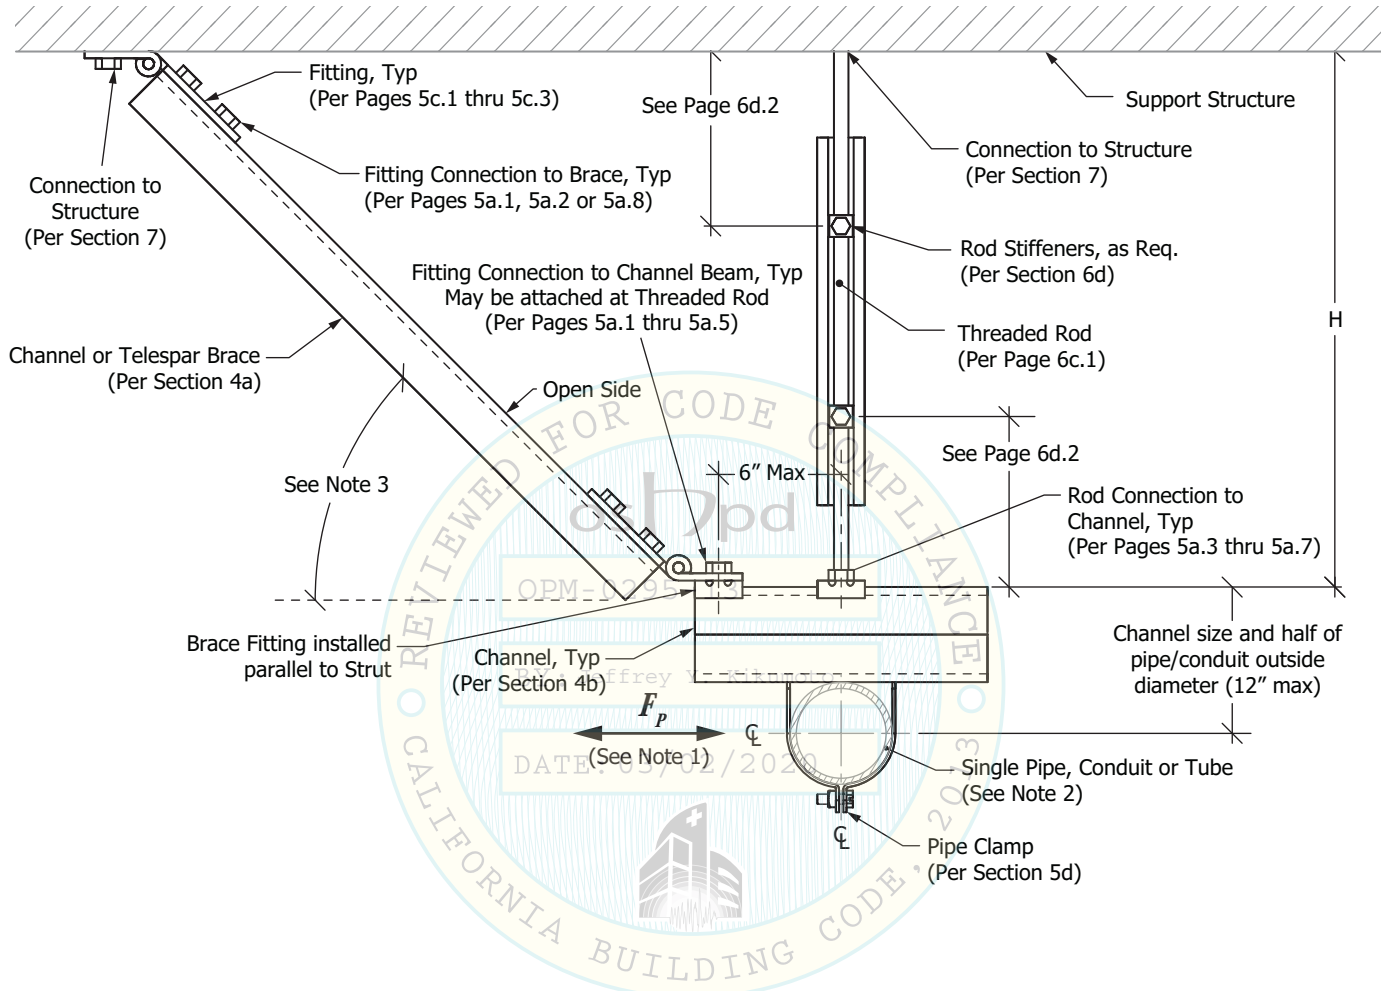 Fitting, Typ
(Per Pages 5c.1 thru 5c.3)
See Page 6d.2
Support Structure
Connection to Structure
(Per Section 7)
Fitting Connection to Brace, Typ
(Per Pages 5a.1, 5a.2 or 5a.8)
Connection to
Structure
(Per Section 7)
Rod Stiffeners, as Req.
(Per Section 6d)
Fitting Connection to Channel Beam, Typ
May be attached at Threaded Rod
(Per Pages 5a.1 thru 5a.5)
Threaded Rod
(Per Page 6c.1)
H
Channel or Telespar Brace
(Per Section 4a)
Open Side
See Page 6d.2
6” Max
See Note 3
Rod Connection to
Channel, Typ
(Per Pages 5a.3 thru 5a.7)
Brace Fitting installed
parallel to Strut
Channel, Typ
(Per Section 4b)
Channel size and half of
pipe/conduit outside
diameter (12” max)
Fp
(See Note 1)
℄
Single Pipe, Conduit or Tube
(See Note 2)
℄
Pipe Clamp
(Per Section 5d)
REVIEWED FOR CODE COMPLIANCE
oshpd
OPM-0295-13
BY: Jeffrey Y. Kikumoto
DATE: 03/02/2020
CALIFORNIA BUILDING CODE, 2013